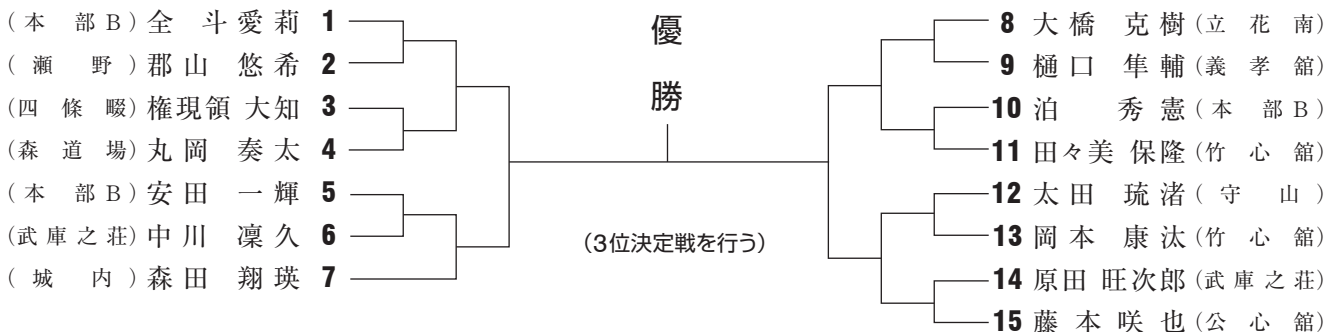 (本部B)全 斗愛莉 1
(瀬野)郡山 悠希 2
(四條畷)権現領 大知 3
(森道場)丸岡 奏太 4
(本部B)安田 一輝 5
(武庫之荘)中川 凜久 6
(城内)森田 翔瑛 7
優
勝
(3位決定戦を行う)
8 大橋 克樹(立花南)
9 樋口 隼輔(義孝舘)
10 泊 秀憲(本部B)
11 田々美 保隆(竹心舘)
12 太田 琉渚(守山)
13 岡本 康汰(竹心舘)
14 原田 旺次郎(武庫之荘)
15 藤本 咲也(公心舘)